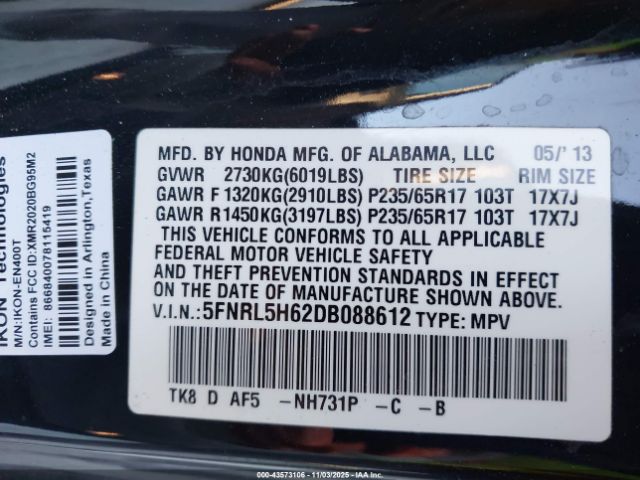 IKON Technologies
M/N:IKON-EN400T
Contains FCC ID:XMR2020BG95M2
IMEI: 866840078115419
Designed in Arlington,Texas
Made in China
MFD. BY HONDA MFG. OF ALABAMA, LLC 05/' 13
GVWR 2730KG(6019LBS) TIRE SIZE RIM SIZE
GAWR F 1320KG(2910LBS) P235/65R17 103T 17X7J
GAWR R 1450KG(3197LBS) P235/65R17 103T 17X7J
THIS VEHICLE CONFORMS TO ALL APPLICABLE
FEDERAL MOTOR VEHICLE SAFETY
AND THEFT PREVENTION STANDARDS IN EFFECT
ON THE DATE OF MANUFACTURE SHOWN ABOVE.
V.I.N.: 5FNRL5H62DB088612 TYPE: MPV
TK8 D AF5 -NH731P -C -B
00-43573106 - 11/03/2025 - IAAI.COM